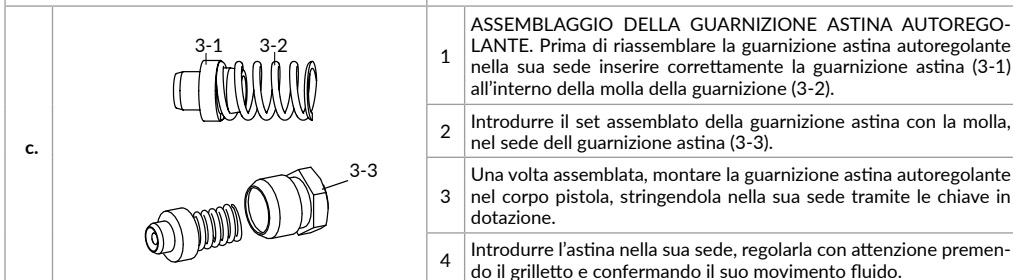 c.
3-1 3-2
3-3
1
ASSEMBLAGGIO DELLA GUARNIZIONE ASTINA AUTOREGO-
LANTE. Prima di riassemblare la guarnizione astina autoregolante
nella sua sede inserire correttamente la guarnizione astina (3-1)
all'interno della molla della guarnizione (3-2).
2
Introdurre il set assemblato della guarnizione astina con la molla,
nel sede dell guarnizione astina (3-3).
3
Una volta assemblata, montare la guarnizione astina autoregolante
nel corpo pistola, stringendola nella sua sede tramite le chiave in
dotazione.
4
Introdurre l'astina nella sua sede, regolarla con attenzione premen-
do il grilletto e confermando il suo movimento fluido.